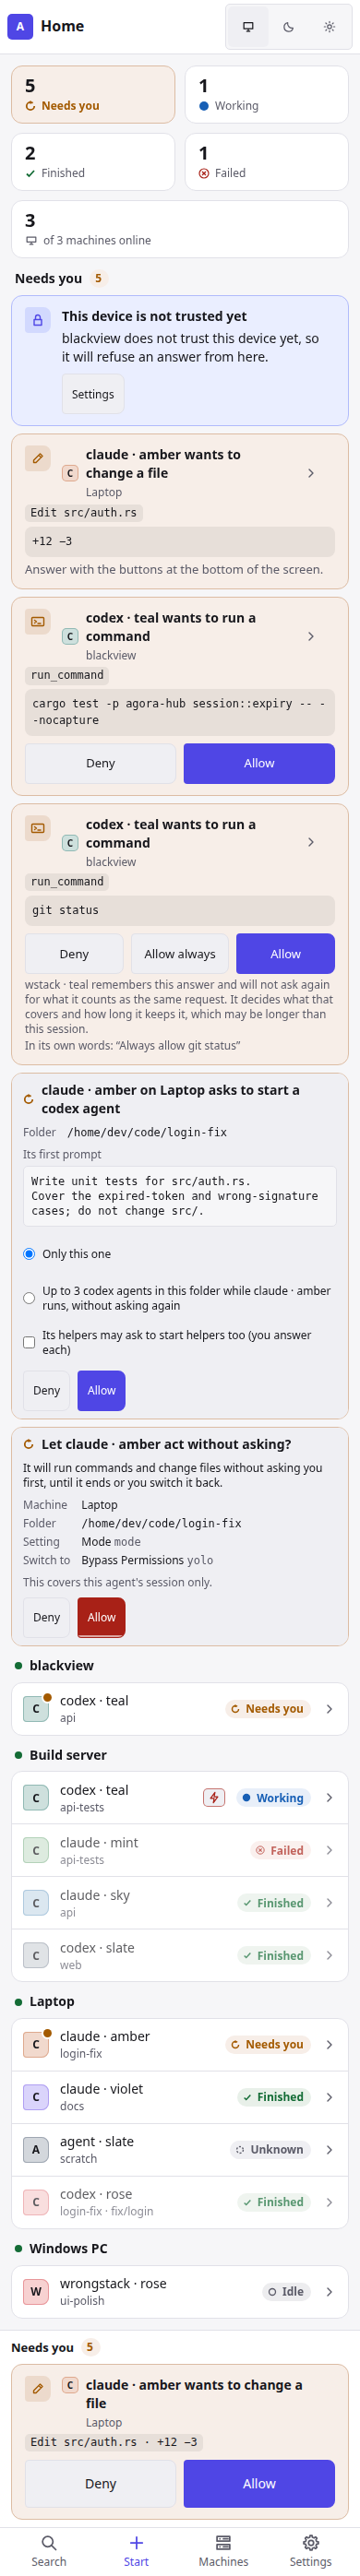 A Home
5
Needs you
1
Working
2
Finished
1
Failed
3
of 3 machines online
Needs you 5
This device is not trusted yet
blackview does not trust this device yet, so
it will refuse an answer from here.
Settings
claude · amber wants to
C change a file
Laptop
Edit src/auth.rs
+12 −3
Answer with the buttons at the bottom of the screen.
codex · teal wants to run a
C command
blackview
run_command
cargo test -p agora-hub session::expiry -- -
-nocapture
Deny Allow
codex · teal wants to run a
C command
blackview
run_command
git status
Deny Allow always Allow
wstack · teal remembers this answer and will not ask again
for what it counts as the same request. It decides what that
covers and how long it keeps it, which may be longer than
this session.
In its own words: “Always allow git status”
claude · amber on Laptop asks to start a
codex agent
Folder /home/dev/code/login-fix
Its first prompt
Write unit tests for src/auth.rs.
Cover the expired-token and wrong-signature
cases; do not change src/.
Only this one
Up to 3 codex agents in this folder while claude · amber
runs, without asking again
Its helpers may ask to start helpers too (you answer
each)
Deny Allow
Let claude · amber act without asking?
It will run commands and change files without asking you
first, until it ends or you switch it back.
Machine Laptop
Folder /home/dev/code/login-fix
Setting Mode mode
Switch to Bypass Permissions yolo
This covers this agent's session only.
Deny Allow
blackview
C codex · teal Needs you
api
Build server
C codex · teal Working
api-tests
C claude · mint Failed
api-tests
C claude · sky Finished
api
C codex · slate Finished
web
Laptop
C claude · amber Needs you
login-fix
C claude · violet Finished
docs
A agent · slate Unknown
scratch
C codex · rose Finished
login-fix · fix/login
Windows PC
W wrongstack · rose Idle
ui-polish
Needs you 5
C claude · amber wants to change a
file
Laptop
Edit src/auth.rs · +12 −3
Deny Allow
Search Start Machines Settings